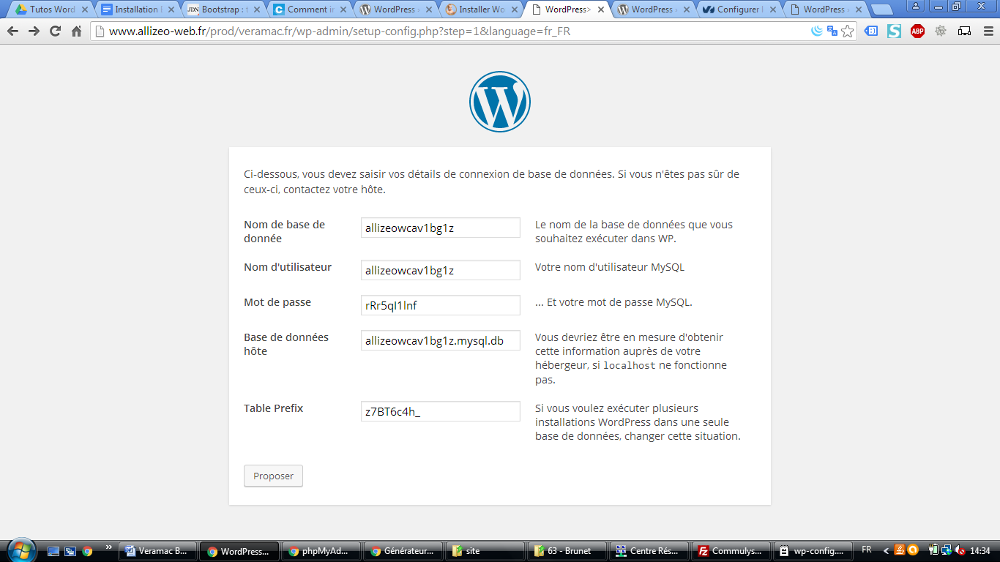 Tutos Word
Installation
Bootstrap : t
Comment in
WordPress ›
Installer Wo
WordPress>
WordPress ›
Configurer
WordPress ›
www.allizeo-web.fr/prod/veramac.fr/wp-admin/setup-config.php?step=1&language=fr_FR
ABP
Ci-dessous, vous devez saisir vos détails de connexion de base de données. Si vous n'êtes pas sûr de
ceux-ci, contactez votre hôte.
Nom de base de
donnée
allizeowcav1bg1z
Le nom de la base de données que vous
souhaitez exécuter dans WP.
Nom d'utilisateur
allizeowcav1bg1z
Votre nom d'utilisateur MySQL
Mot de passe
... Et votre mot de passe MySQL.
Base de données
hôte
allizeowcav1bg1z.mysql.db
Vous devriez être en mesure d'obtenir
cette information auprès de votre
hébergeur, si localhost ne fonctionne
pas.
Table Prefix
z7BT6c4h_
Si vous voulez exécuter plusieurs
installations WordPress dans une seule
base de données, changer cette situation.
Proposer
Veramac B...
WordPress...
phpMyAd...
Générateu...
site
63 - Brunet
Centre Rés...
Commulys...
wp-config....
FR
14:34